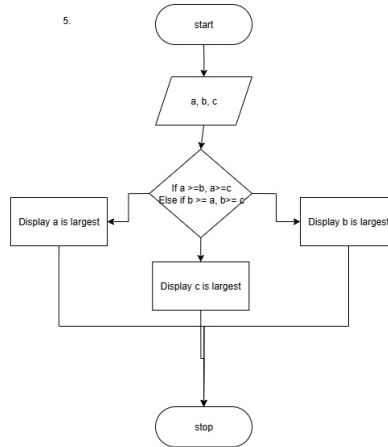 5.
start
a, b, c
If a >=b, a>=c
Else if b >= a, b>= c
Display a is largest
Display b is largest
Display c is largest
stop